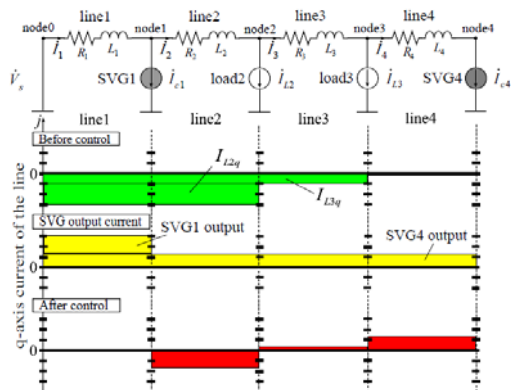 line1 line2 line3 line4
node0 node1 node2 node3 node4
i̇1 R1 L1 i̇2 R2 L2 i̇3 R3 L3 i̇4 R4 L4
V̇s SVG1 i̇c1 load2 i̇L2 load3 i̇L3 SVG4 i̇c4
j line1 line2 line3 line4
Before control
0
IL2q
IL3q
SVG output current
SVG1 output
SVG4 output
0
After control
0
q-axis current of the line